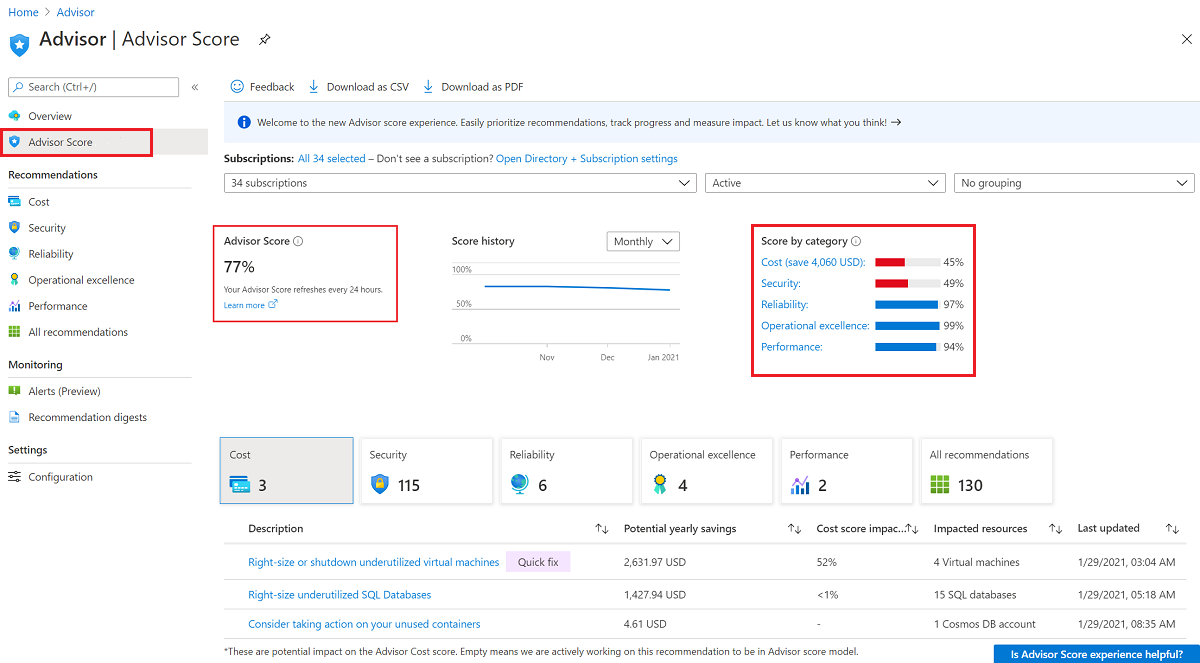 Home > Advisor
Advisor | Advisor Score
Search (Ctrl+/)
«
Overview
Advisor Score
Recommendations
Cost
Security
Reliability
Operational excellence
Performance
All recommendations
Monitoring
Alerts (Preview)
Recommendation digests
Settings
Configuration
Feedback Download as CSV Download as PDF
Welcome to the new Advisor score experience. Easily prioritize recommendations, track progress and measure impact. Let us know what you think! →
Subscriptions: All 34 selected – Don't see a subscription? Open Directory + Subscription settings
34 subscriptions Active No grouping
Advisor Score
77%
Your Advisor Score refreshes every 24 hours.
Learn more
Score history Monthly
100%
50%
0%
Nov Dec Jan 2021
Score by category
Cost (save 4,060 USD): 45%
Security: 49%
Reliability: 97%
Operational excellence: 99%
Performance: 94%
Cost
3
Security
115
Reliability
6
Operational excellence
4
Performance
2
All recommendations
130
Description Potential yearly savings Cost score impac... Impacted resources Last updated
Right-size or shutdown underutilized virtual machines Quick fix 2,631.97 USD 52% 4 Virtual machines 1/29/2021, 03:04 AM
Right-size underutilized SQL Databases 1,427.94 USD <1% 15 SQL databases 1/29/2021, 05:18 AM
Consider taking action on your unused containers 4.61 USD - 1 Cosmos DB account 1/29/2021, 08:35 AM
*These are potential impact on the Advisor Cost score. Empty means we are actively working on this recommendation to be in Advisor score model.
Is Advisor Score experience helpful?